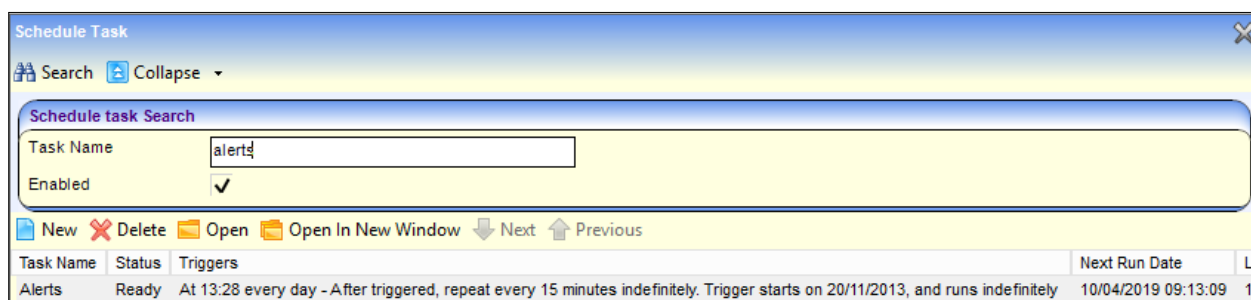 Schedule Task
Search Collapse
Schedule task Search
Task Name alerts
Enabled
New Delete Open Open In New Window Next Previous
Task Name Status Triggers Next Run Date L
Alerts Ready At 13:28 every day - After triggered, repeat every 15 minutes indefinitely. Trigger starts on 20/11/2013, and runs indefinitely 10/04/2019 09:13:09 1